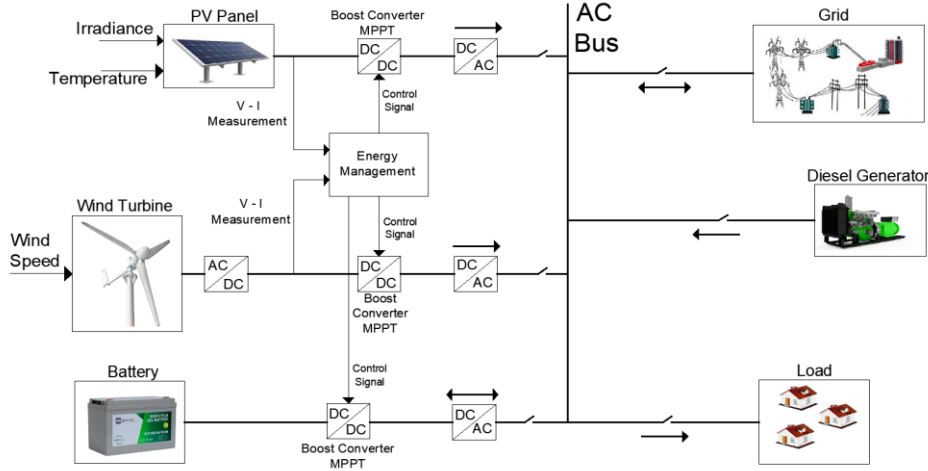 PV Panel
Irradiance
Temperature
Boost Converter
MPPT
DC
DC
DC
AC
AC
Bus
Grid
Control
Signal
V - I
Measurement
Energy
Management
Diesel Generator
Wind Turbine
V - I
Measurement
Control
Signal
Wind
Speed
AC
DC
DC
DC
DC
AC
Boost
Converter
MPPT
Control
Signal
Battery
Load
DC
DC
DC
AC
Boost Converter
MPPT